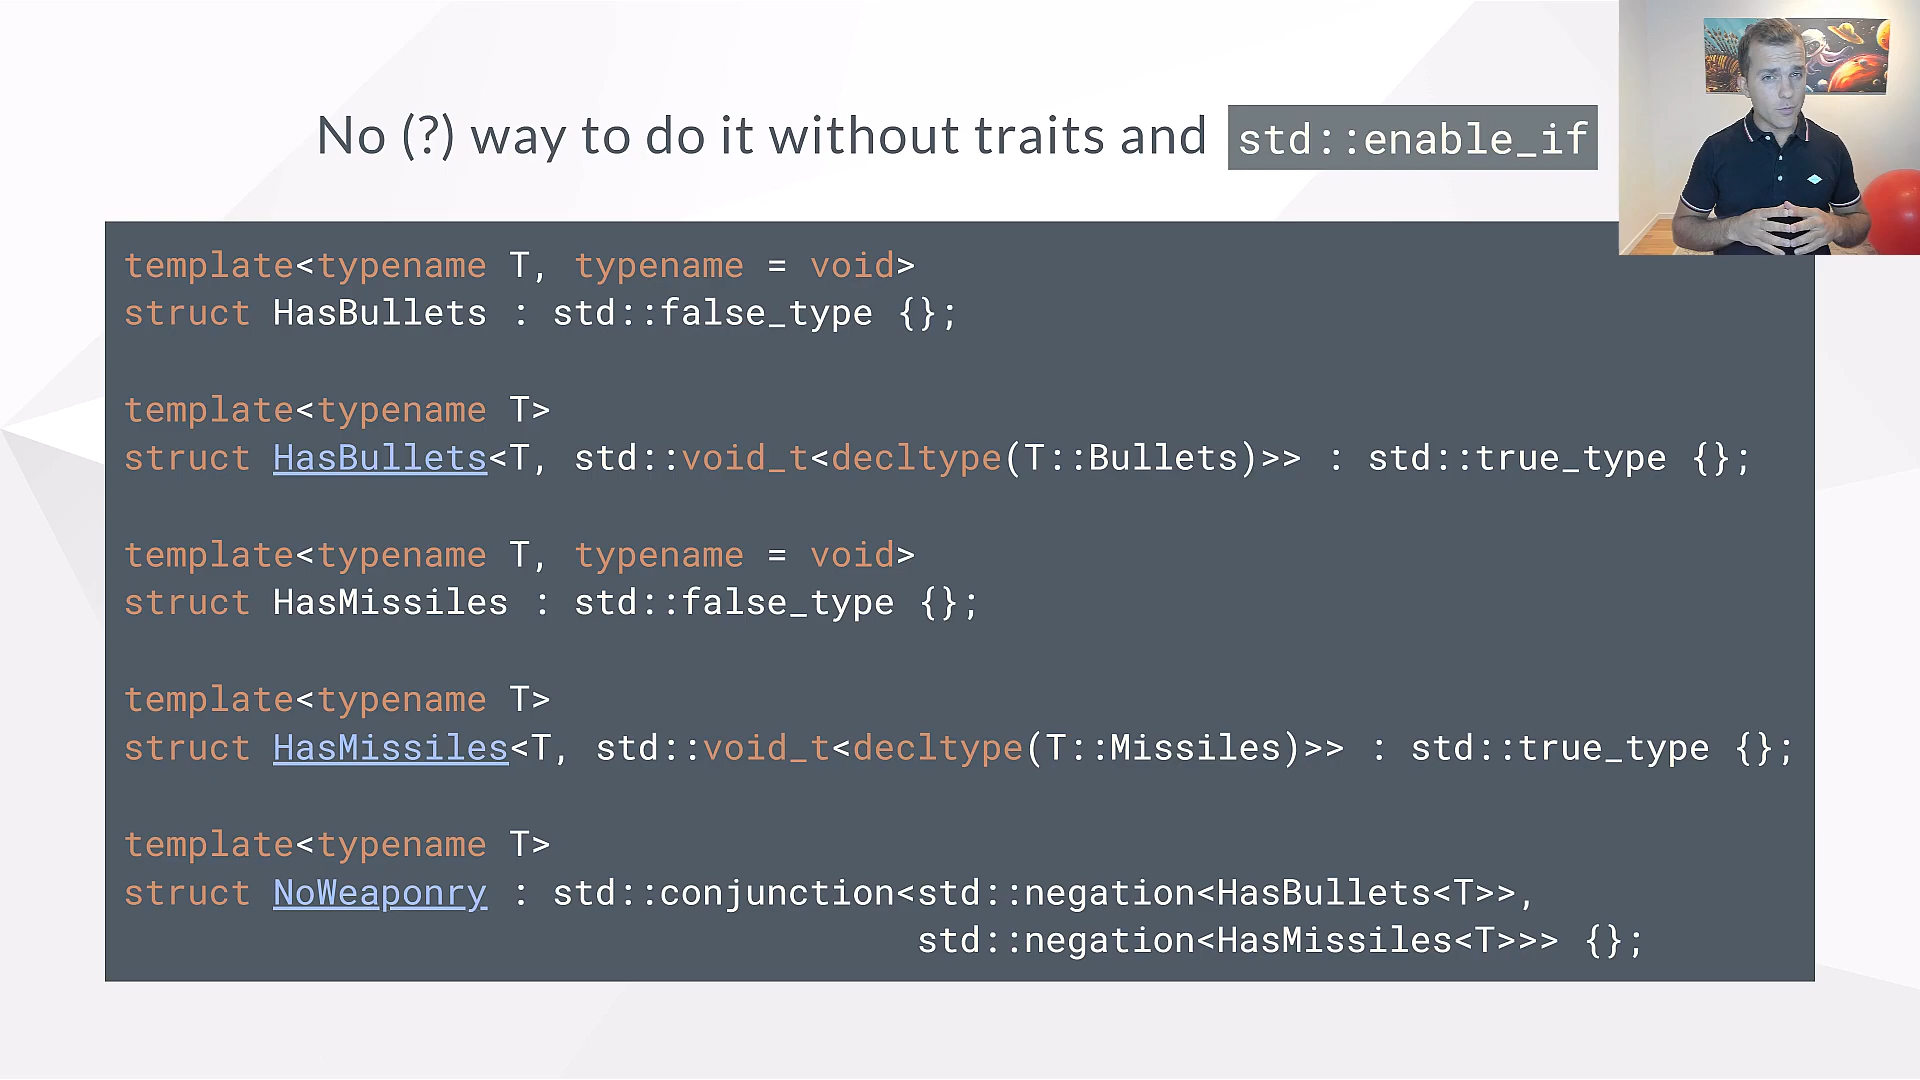 No (?) way to do it without traits and std::enable_if
template<typename T, typename = void>
struct HasBullets : std::false_type {};
template<typename T>
struct HasBullets<T, std::void_t<decltype(T::Bullets)>> : std::true_type {};
template<typename T, typename = void>
struct HasMissiles : std::false_type {};
template<typename T>
struct HasMissiles<T, std::void_t<decltype(T::Missiles)>> : std::true_type {};
template<typename T>
struct NoWeaponry : std::conjunction<std::negation<HasBullets<T>>,
std::negation<HasMissiles<T>>> {};